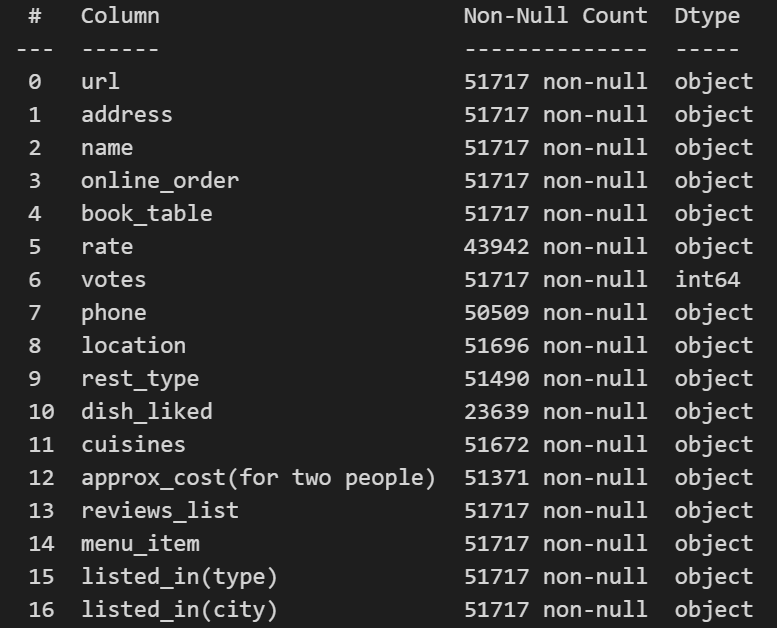 #   Column                       Non-Null Count  Dtype
---  ------                       --------------  -----
 0   url                          51717 non-null  object
 1   address                      51717 non-null  object
 2   name                         51717 non-null  object
 3   online_order                 51717 non-null  object
 4   book_table                   51717 non-null  object
 5   rate                         43942 non-null  object
 6   votes                        51717 non-null  int64
 7   phone                        50509 non-null  object
 8   location                     51696 non-null  object
 9   rest_type                    51490 non-null  object
 10  dish_liked                   23639 non-null  object
 11  cuisines                     51672 non-null  object
 12  approx_cost(for two people)  51371 non-null  object
 13  reviews_list                 51717 non-null  object
 14  menu_item                    51717 non-null  object
 15  listed_in(type)              51717 non-null  object
 16  listed_in(city)              51717 non-null  object